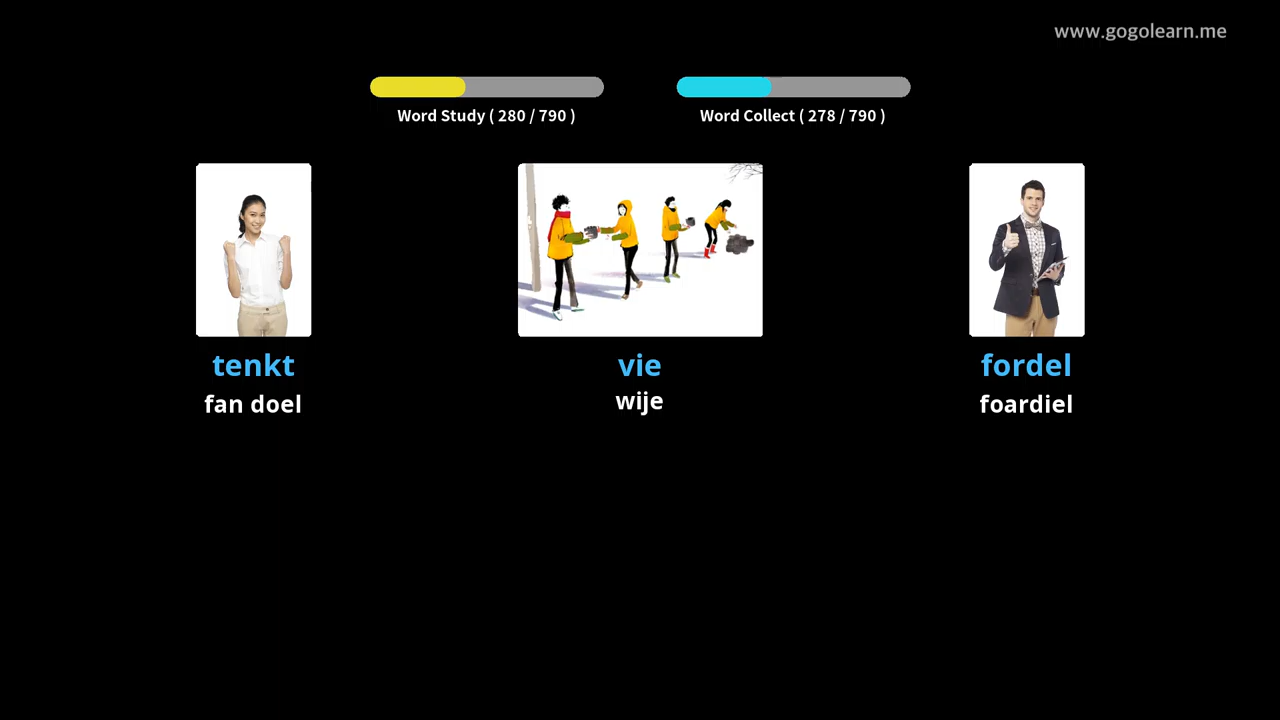 www.gogolearn.me
Word Study ( 280 / 790 )
Word Collect ( 278 / 790 )
tenkt
vie
fordel
fan doel
wije
foardiel